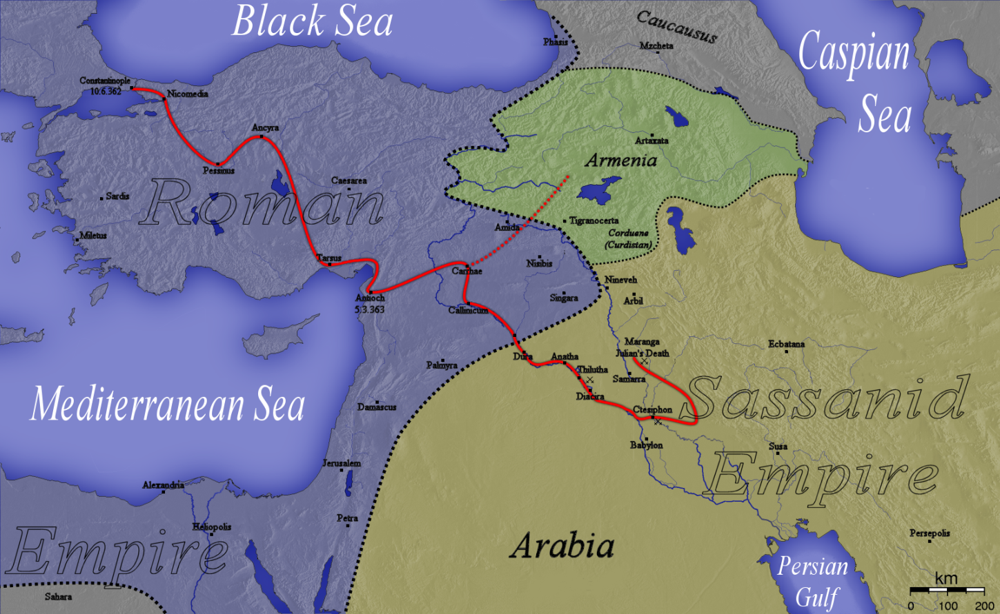 Black Sea
Caucausus
Caspian
Sea
Phasis
Mzcheta
Constantinople
10.6.362
Nicomedia
Ancyra
Artaxata
Armenia
Pessinus
Caesarea
Sardis
Roman
Miletus
Amida
Tigranocerta
Corduene
(Curdistan)
Tarsus
Carrhae
Nisibis
Nineveh
Antioch
5.3.363
Callinicum
Singara
Arbil
Maranga
Julian's Death
Ecbatana
Palmyra
Dura
Anatha
Thilutha
Samarra
Diacira
Sassanid
Mediterranean Sea
Damascus
Ctesiphon
Babylon
Susa
Jerusalem
Empire
Alexandria
Petra
Heliopolis
Persepolis
Empire
Arabia
Persian
Gulf
km
0 100 200
Sahara